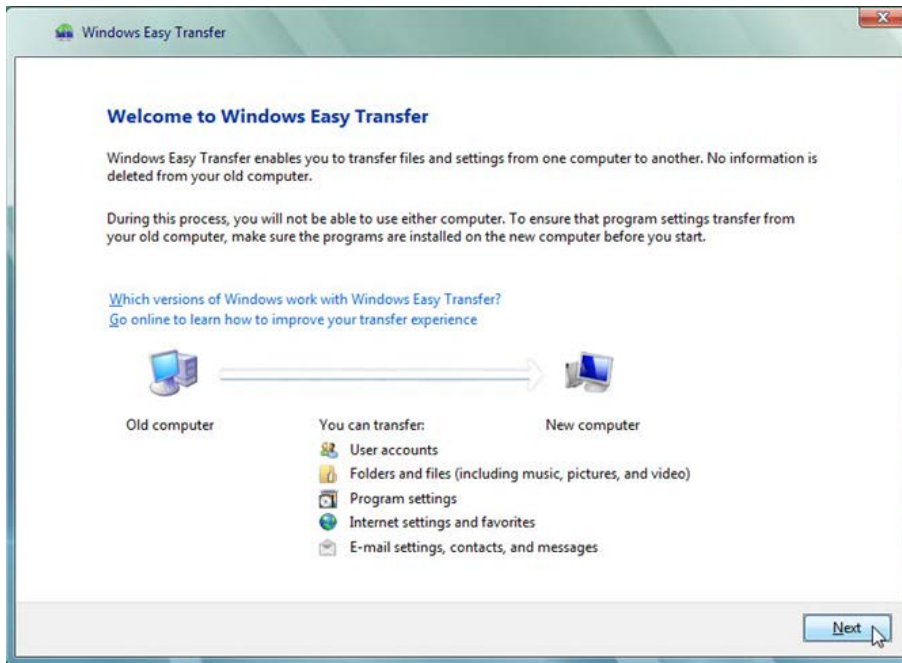 Windows Easy Transfer
Welcome to Windows Easy Transfer
Windows Easy Transfer enables you to transfer files and settings from one computer to another. No information is
deleted from your old computer.
During this process, you will not be able to use either computer. To ensure that program settings transfer from
your old computer, make sure the programs are installed on the new computer before you start.
Which versions of Windows work with Windows Easy Transfer?
Go online to learn how to improve your transfer experience
Old computer
You can transfer:
New computer
User accounts
Folders and files (including music, pictures, and video)
Program settings
Internet settings and favorites
E-mail settings, contacts, and messages
Next